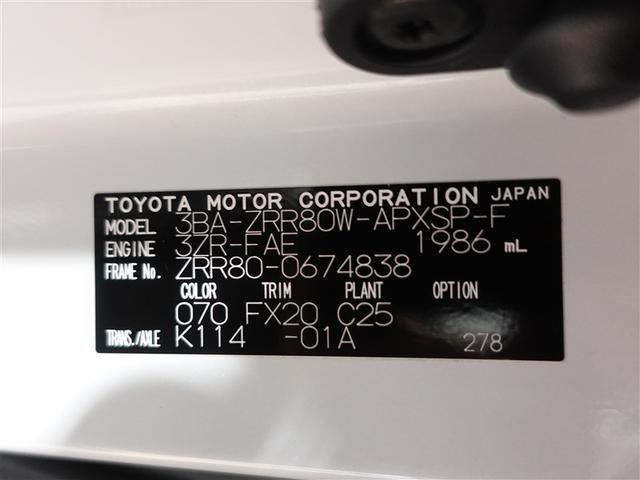 TOYOTA MOTOR CORPORATION JAPAN
MODEL 3BA-ZRR80W-APXSP-F
ENGINE 3ZR-FAE 1986 mL
FRAME No. ZRR80-0674838
COLOR TRIM PLANT OPTION
070 FX20 C25
TRANS./AXLE K114 -01A 278